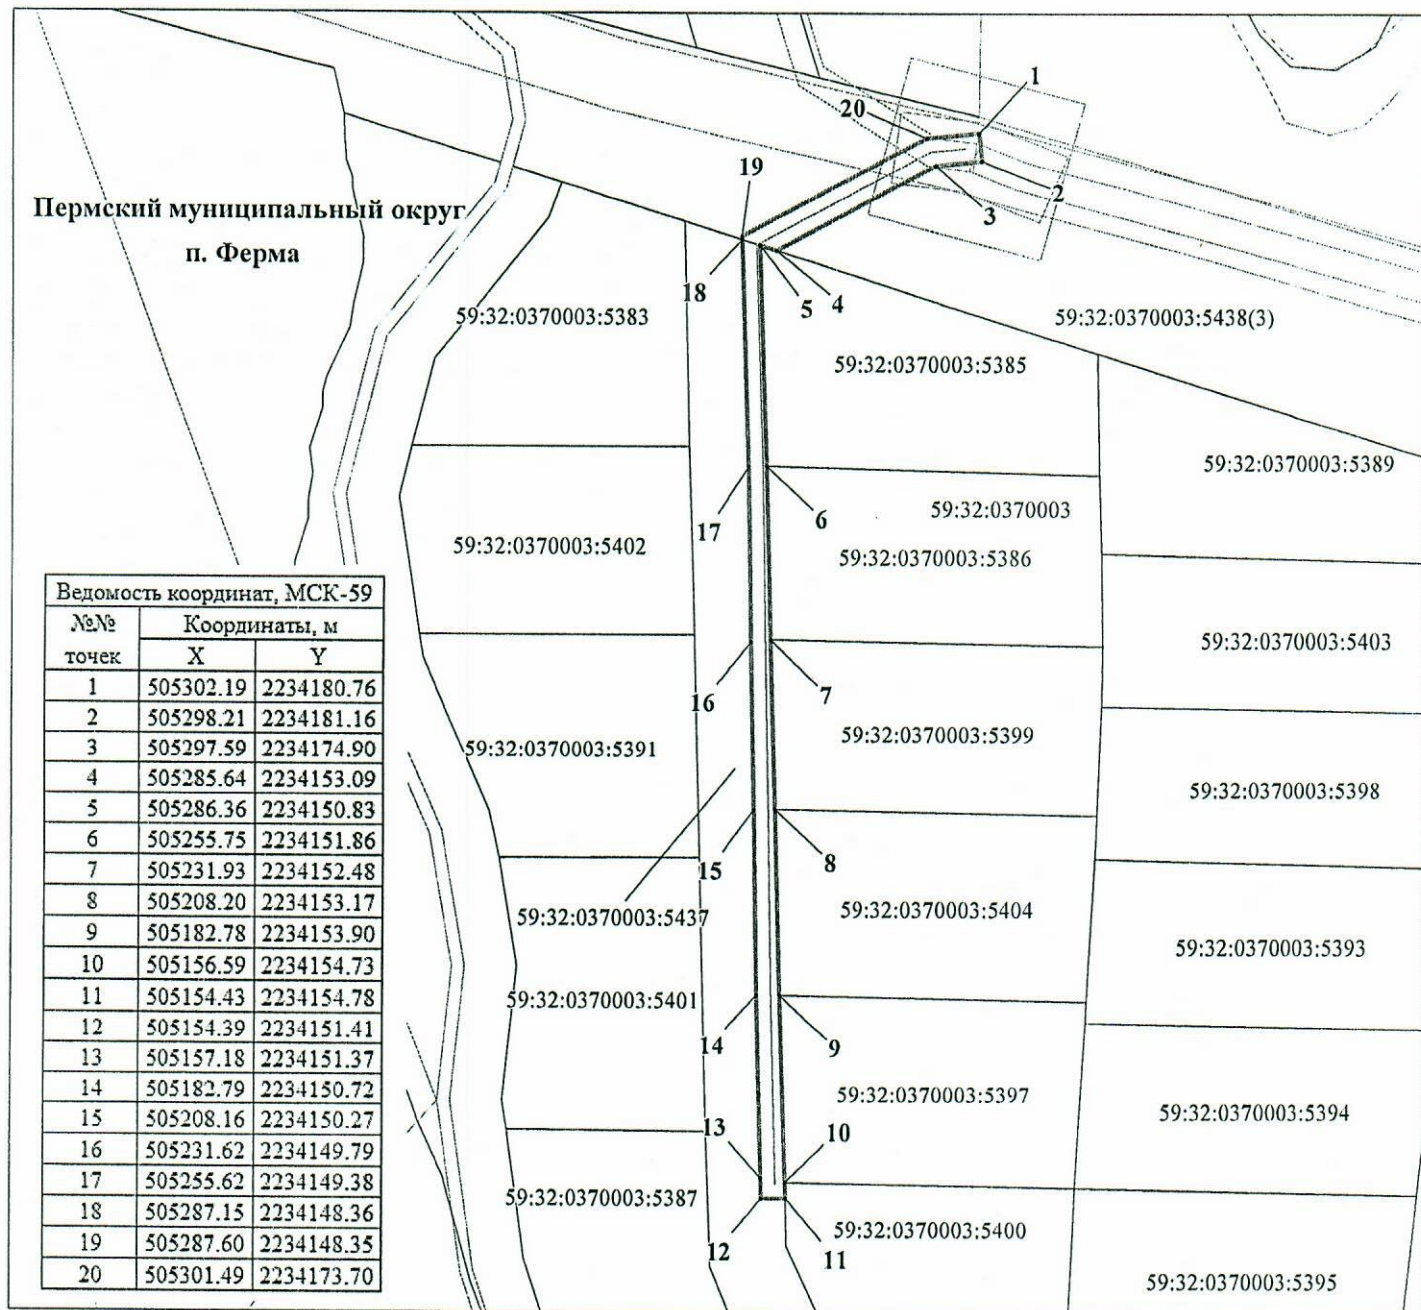 1
20
19
2
3
Пермский муниципальный округ
п. Ферма
18
5
4
59:32:0370003:5383
59:32:0370003:5438(3)
59:32:0370003:5385
59:32:0370003:5389
17
6
59:32:0370003
59:32:0370003:5402
59:32:0370003:5386
59:32:0370003:5403
16
7
59:32:0370003:5391
59:32:0370003:5399
59:32:0370003:5398
15
8
59:32:0370003:5437
59:32:0370003:5404
59:32:0370003:5393
59:32:0370003:5401
14
9
59:32:0370003:5397
59:32:0370003:5394
13
10
59:32:0370003:5387
59:32:0370003:5400
12
11
59:32:0370003:5395
Ведомость координат, МСК-59
№№ точек Координаты, м
X Y
1 505302.19 2234180.76
2 505298.21 2234181.16
3 505297.59 2234174.90
4 505285.64 2234153.09
5 505286.36 2234150.83
6 505255.75 2234151.86
7 505231.93 2234152.48
8 505208.20 2234153.17
9 505182.78 2234153.90
10 505156.59 2234154.73
11 505154.43 2234154.78
12 505154.39 2234151.41
13 505157.18 2234151.37
14 505182.79 2234150.72
15 505208.16 2234150.27
16 505231.62 2234149.79
17 505255.62 2234149.38
18 505287.15 2234148.36
19 505287.60 2234148.35
20 505301.49 2234173.70